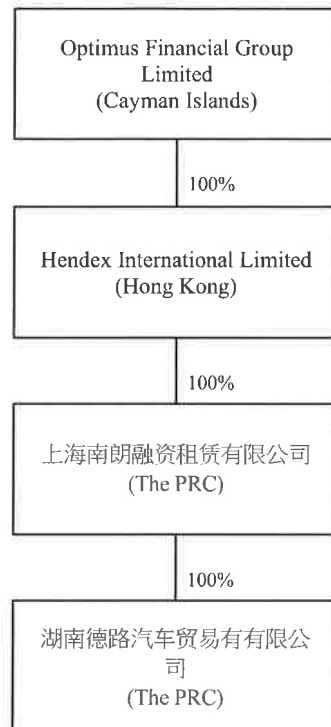 Optimus Financial Group
Limited
(Cayman Islands)
100%
Hendex International Limited
(Hong Kong)
100%
上海南朗融资租赁有限公司
(The PRC)
100%
湖南德路汽车贸易有有限公
司
(The PRC)